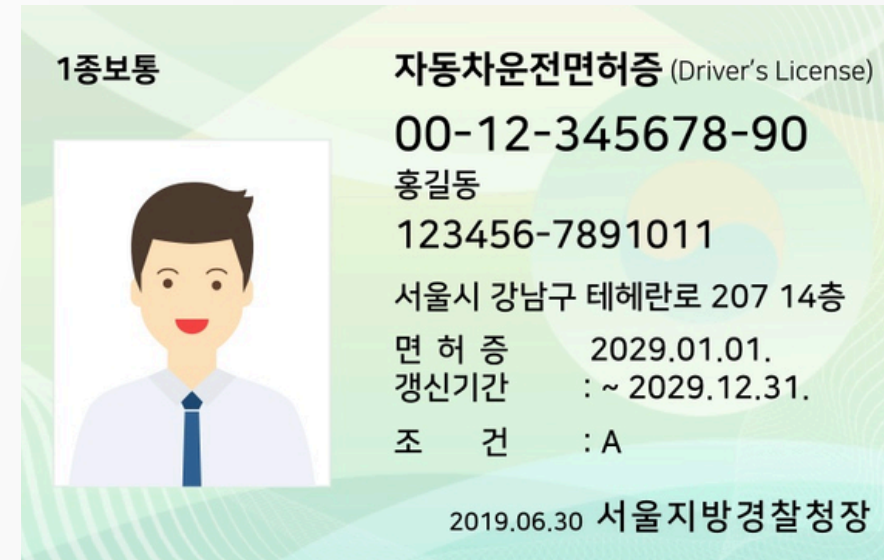 1종보통
자동차운전면허증 (Driver's License)
00-12-345678-90
홍길동
123456-7891011
서울시 강남구 테헤란로 207 14층
면 허 증 2029.01.01.
갱신기간 : ~ 2029.12.31.
조 건 : A
2019.06.30 서울지방경찰청장